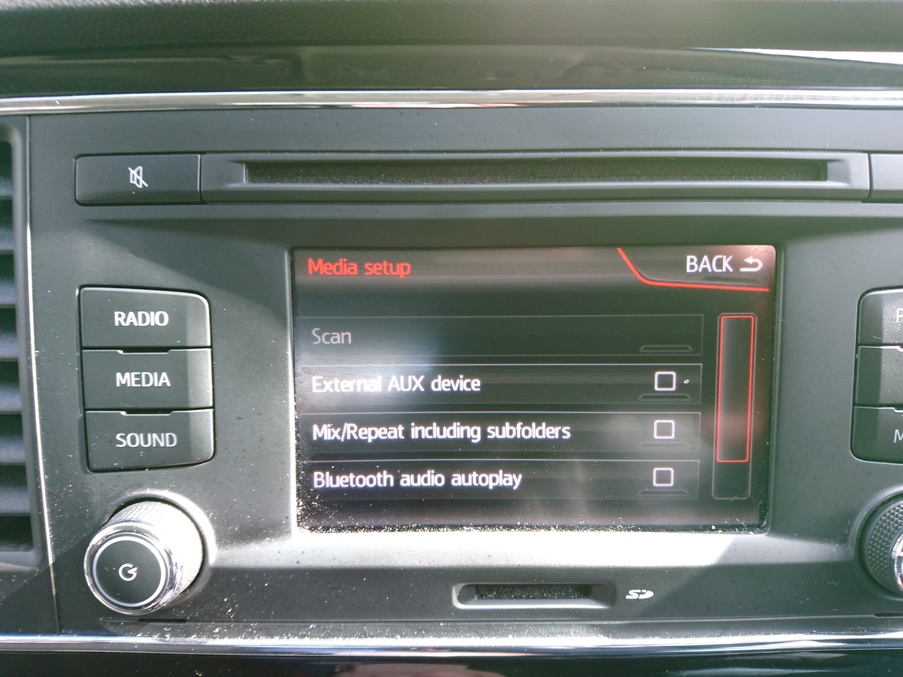 Media setup
BACK
RADIO
Scan
MEDIA
External AUX device
SOUND
Mix/Repeat including subfolders
Bluetooth audio autoplay
SD